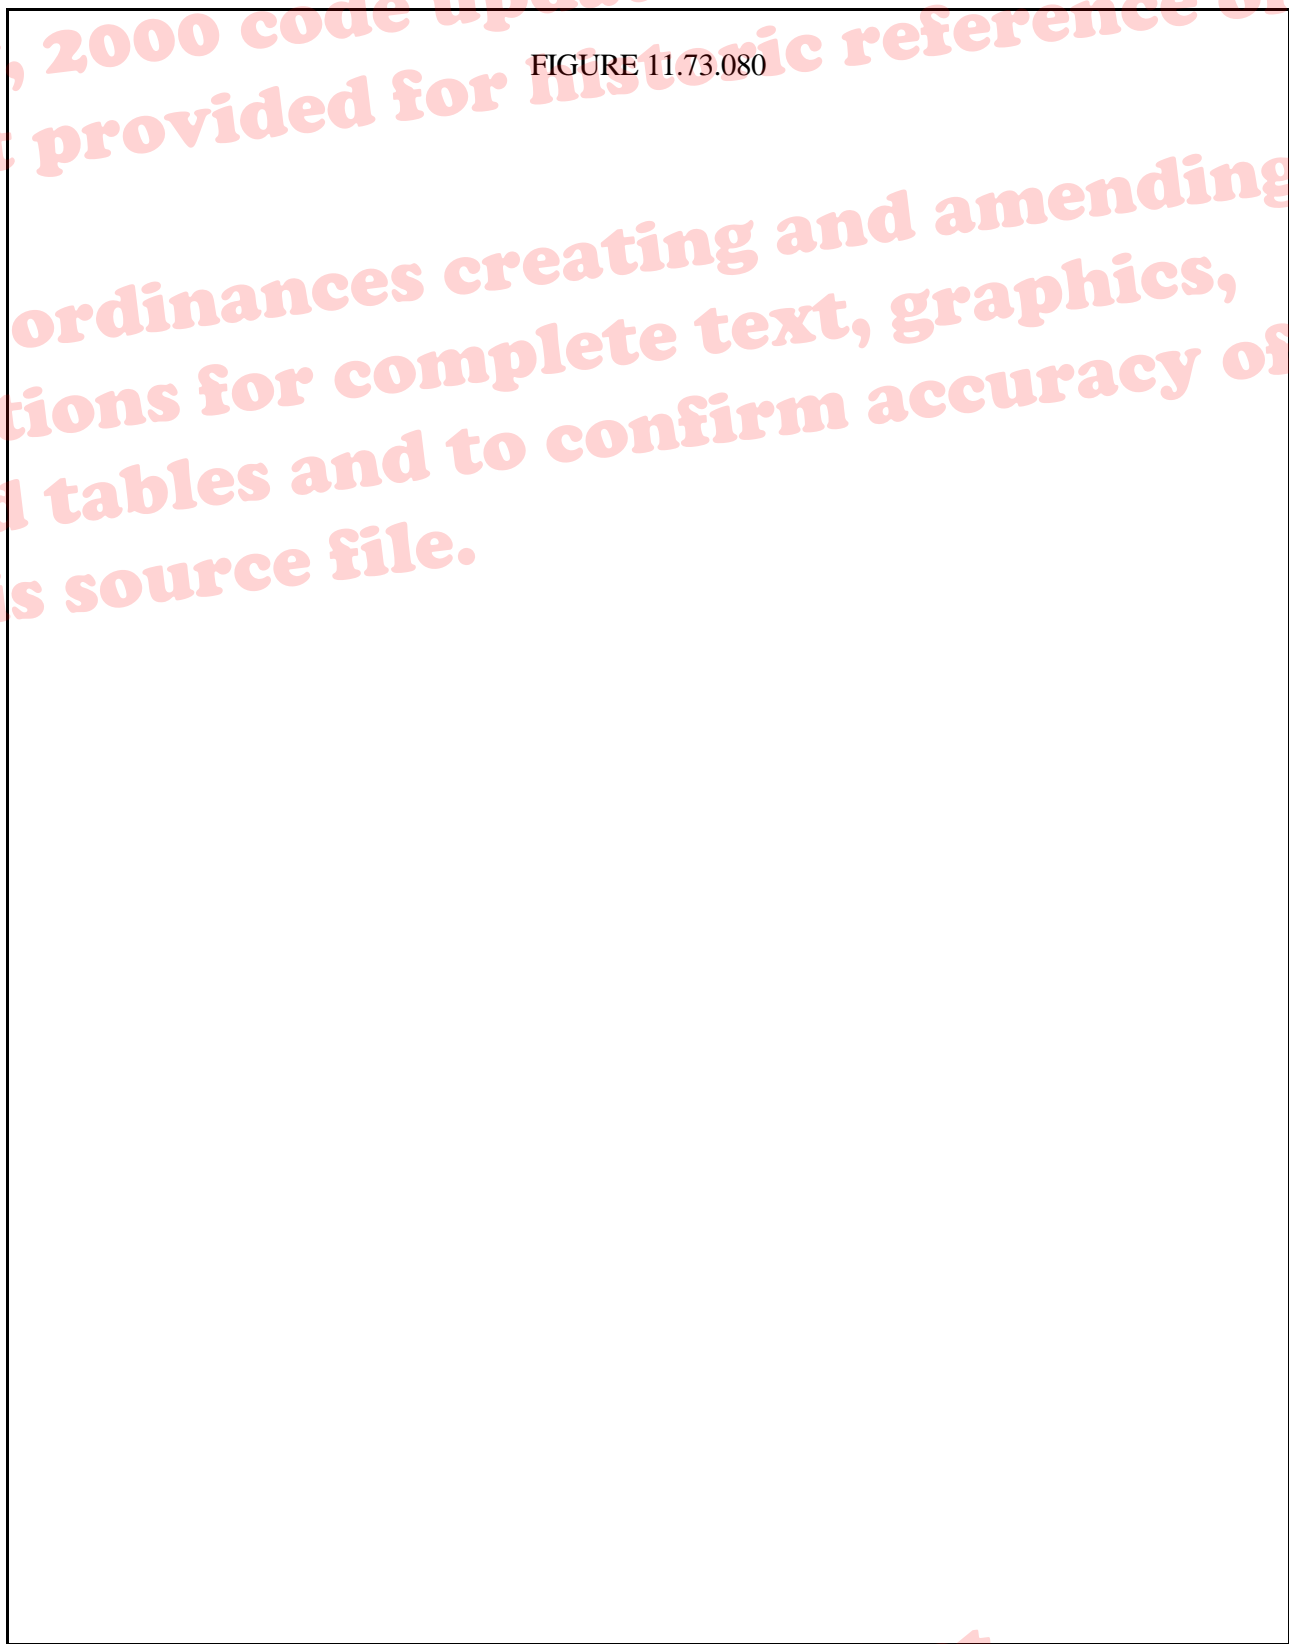 , 2000 code
FIGURE 11.73.080
provided for historic reference
ordinances creating and amending
tions for complete text, graphics,
tables and to confirm accuracy of
is source file.